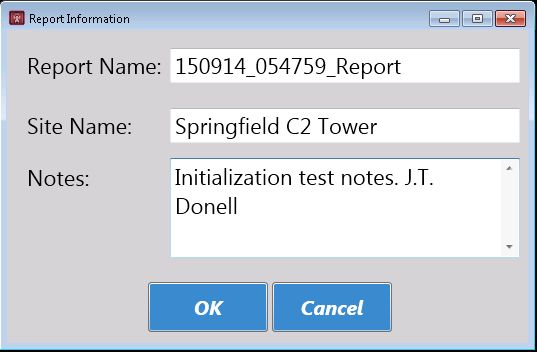 Report Information
Report Name: 150914_054759_Report
Site Name: Springfield C2 Tower
Notes: Initialization test notes. J.T.
Donell
OK Cancel